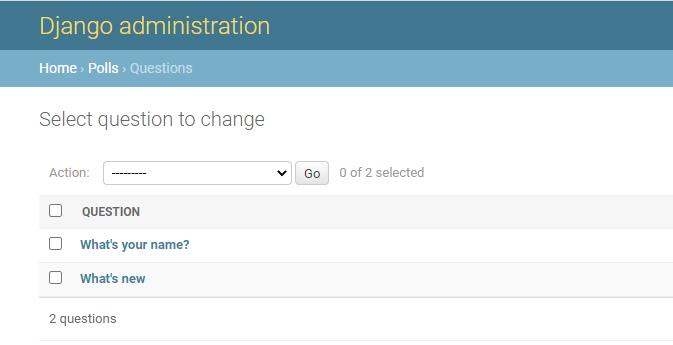 Django administration
Home › Polls › Questions
Select question to change
Action: --------- Go 0 of 2 selected
QUESTION
What's your name?
What's new
2 questions